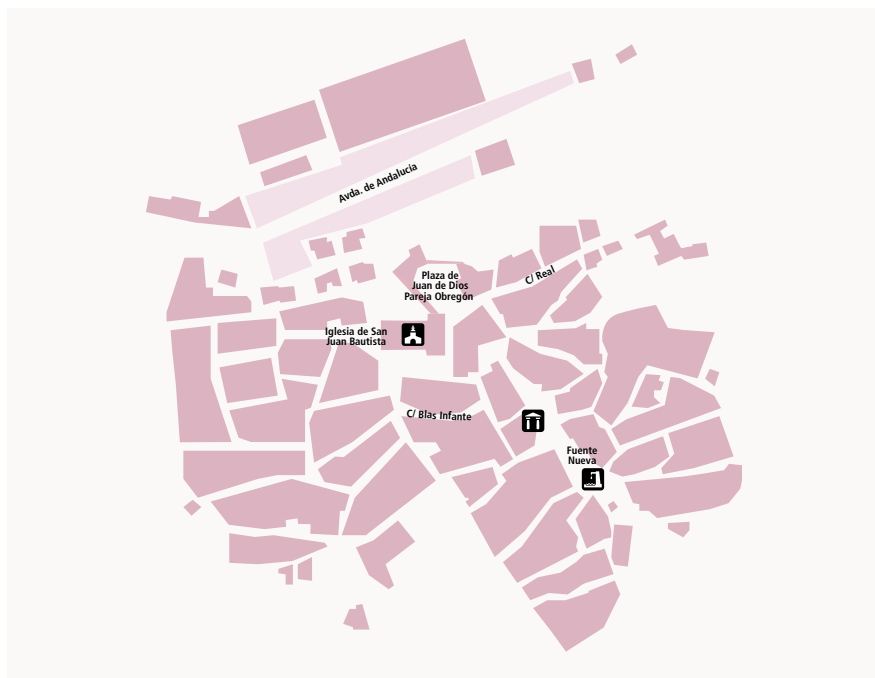 Avda. de Andalucía
Plaza de
Juan de Dios
Pareja Obregón
C/ Real
Iglesia de San
Juan Bautista
C/ Blas Infante
Fuente
Nueva